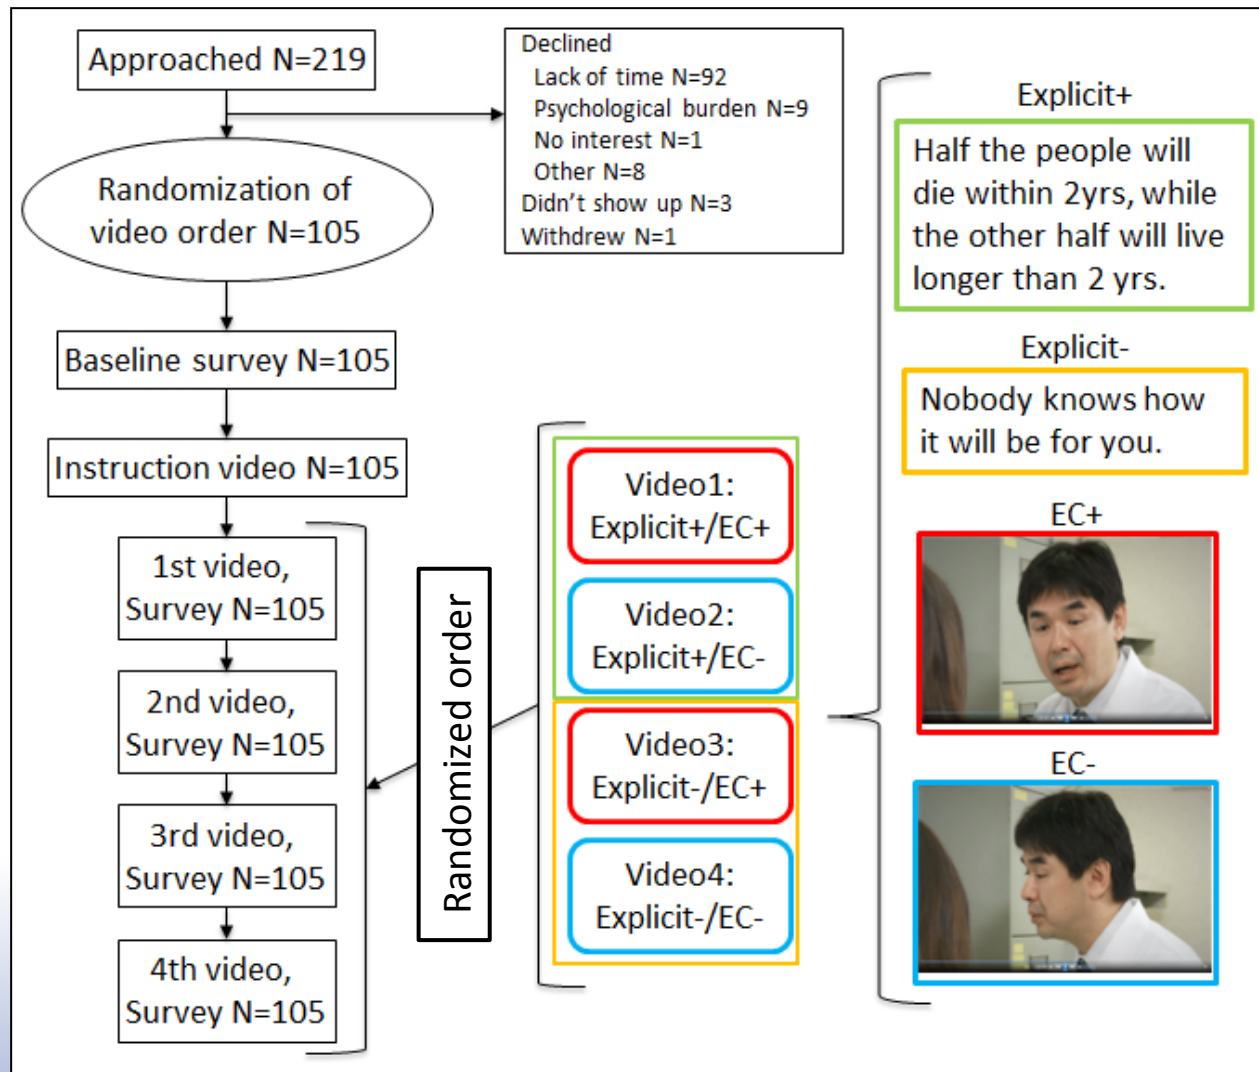 Approached N=219
Declined
Lack of time N=92
Psychological burden N=9
No interest N=1
Other N=8
Didn't show up N=3
Withdrew N=1
Randomization of
video order N=105
Baseline survey N=105
Instruction video N=105
1st video,
Survey N=105
2nd video,
Survey N=105
3rd video,
Survey N=105
4th video,
Survey N=105
Randomized order
Video1:
Explicit+/EC+
Video2:
Explicit+/EC-
Video3:
Explicit-/EC+
Video4:
Explicit-/EC-
Explicit+
Half the people will
die within 2yrs, while
the other half will live
longer than 2 yrs.
Explicit-
Nobody knows how
it will be for you.
EC+
EC-